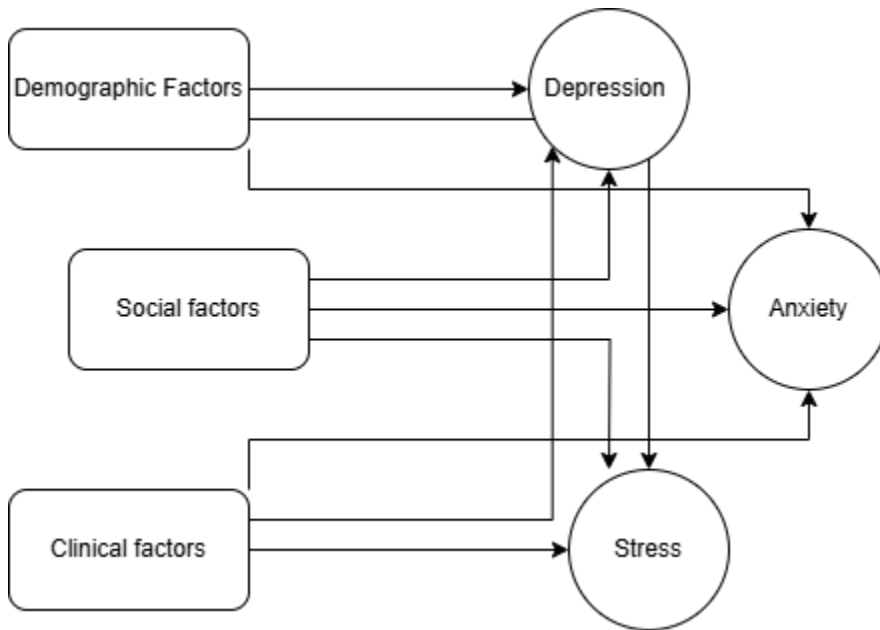 Demographic Factors
Depression
Social factors
Anxiety
Clinical factors
Stress